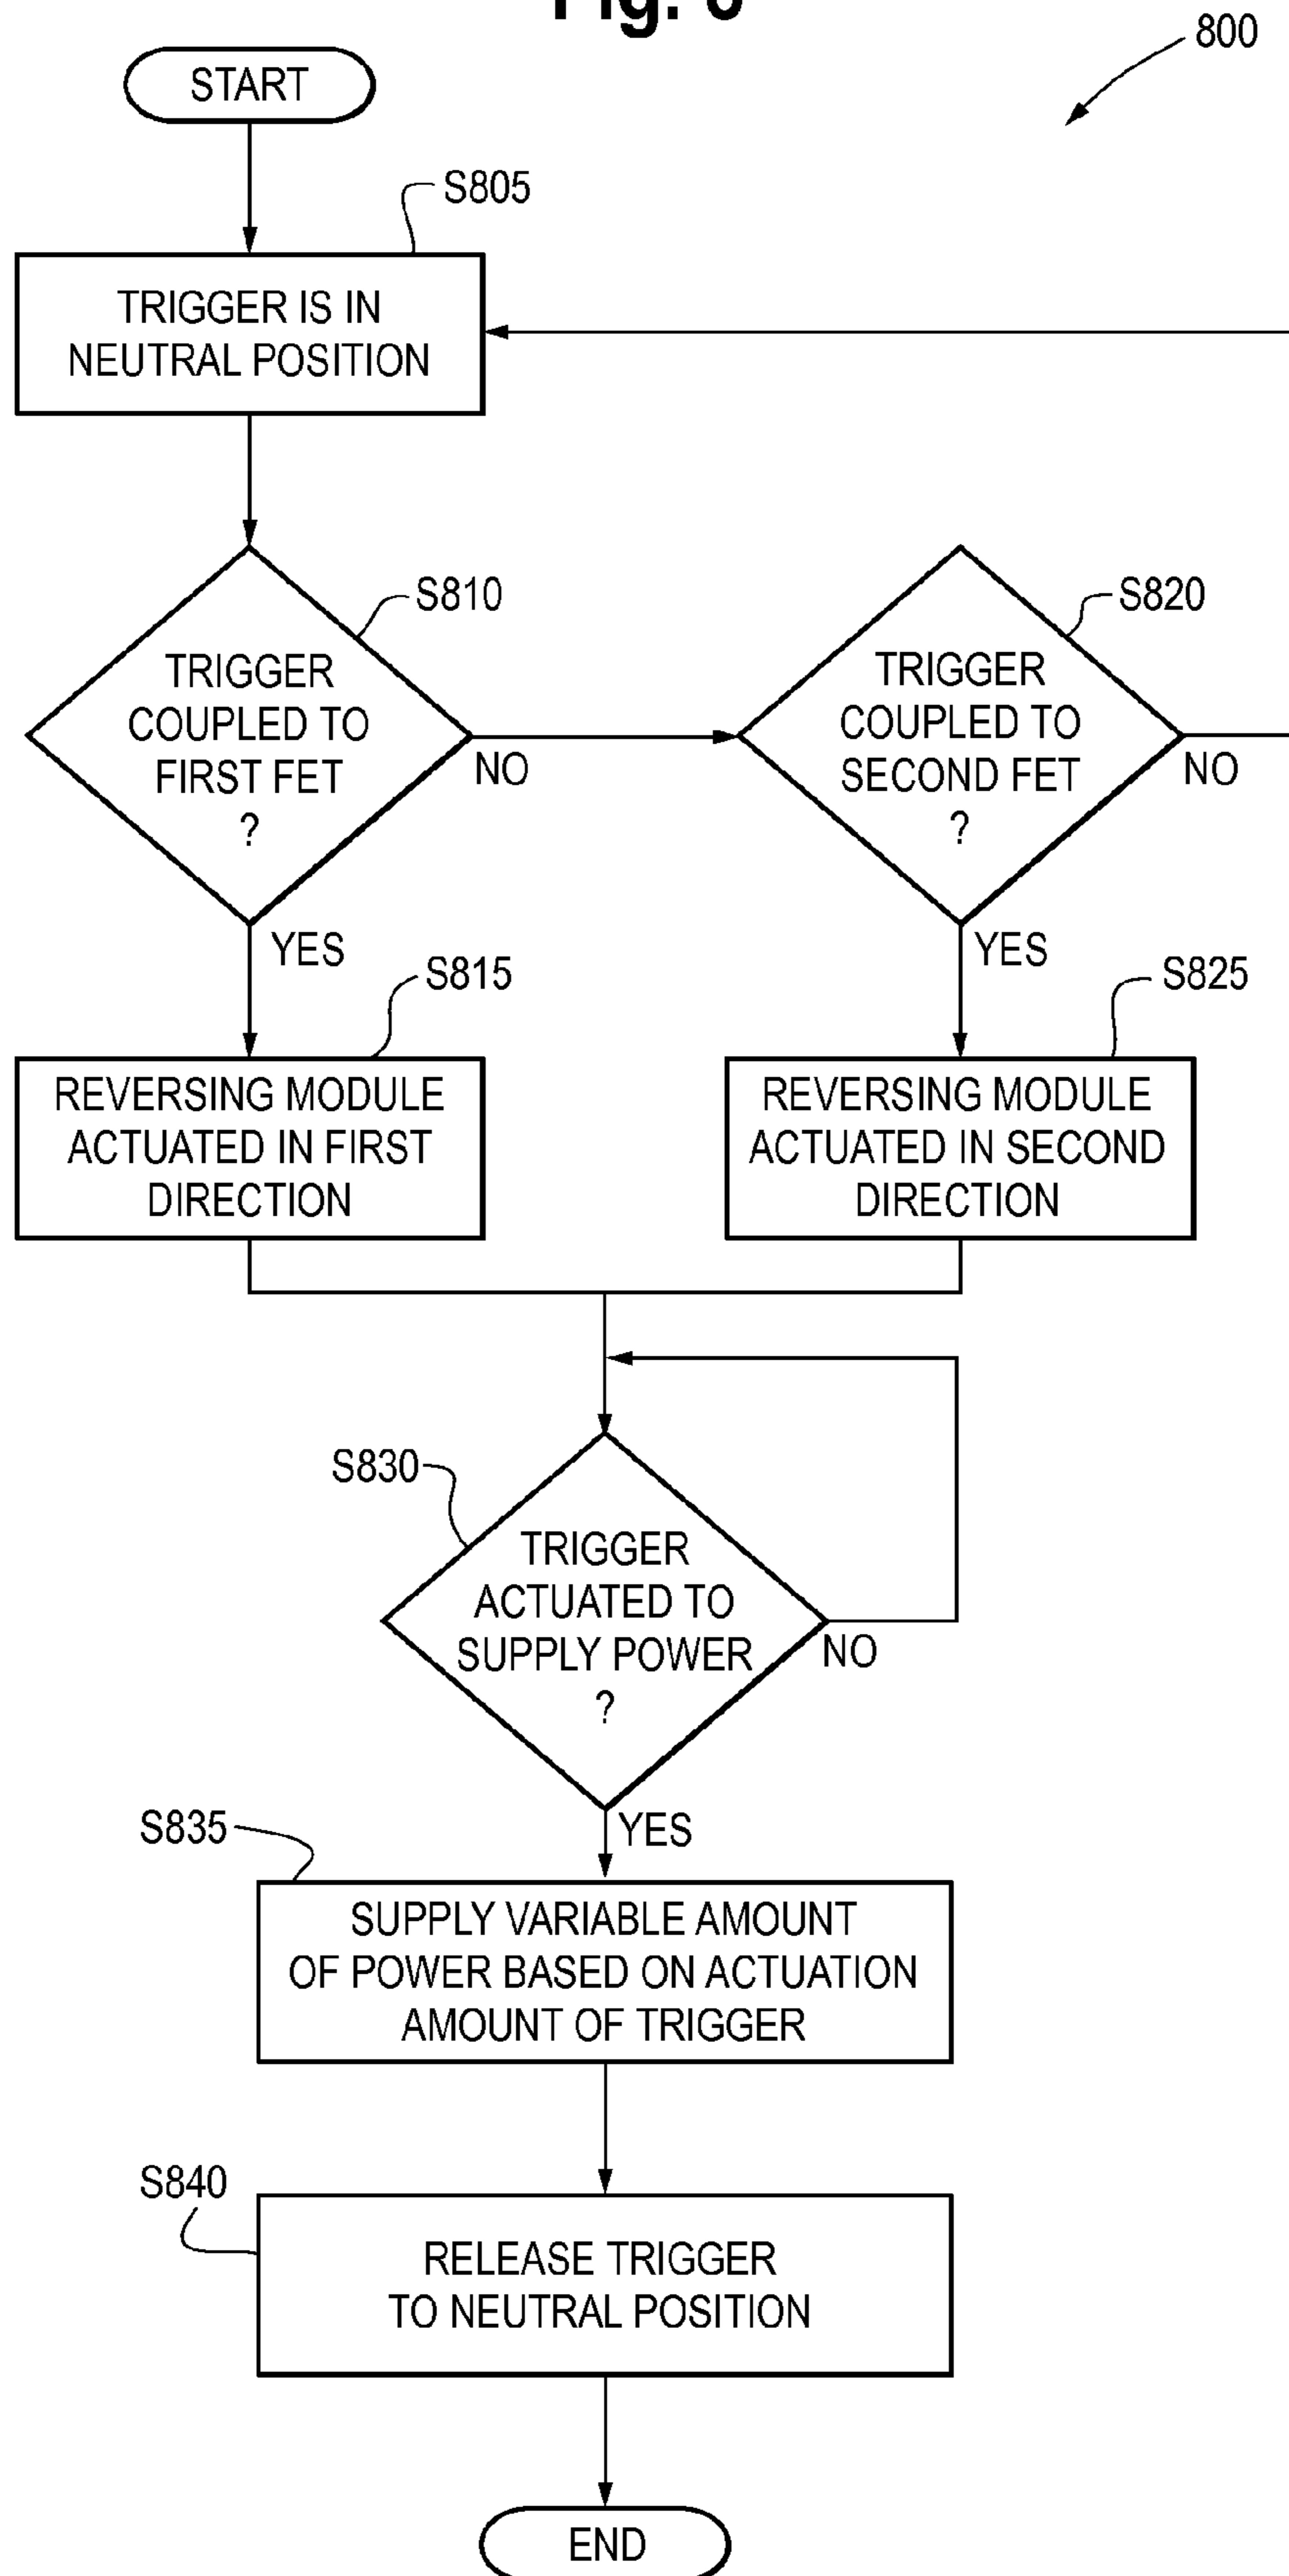 Fig. 8
800
START
S805
TRIGGER IS IN
NEUTRAL POSITION
S810
TRIGGER
COUPLED TO
FIRST FET
?
NO
YES
S820
TRIGGER
COUPLED TO
SECOND FET
?
NO
YES
S815
REVERSING MODULE
ACTUATED IN FIRST
DIRECTION
S825
REVERSING MODULE
ACTUATED IN SECOND
DIRECTION
S830
TRIGGER
ACTUATED TO
SUPPLY POWER
?
NO
YES
S835
SUPPLY VARIABLE AMOUNT
OF POWER BASED ON ACTUATION
AMOUNT OF TRIGGER
S840
RELEASE TRIGGER
TO NEUTRAL POSITION
END